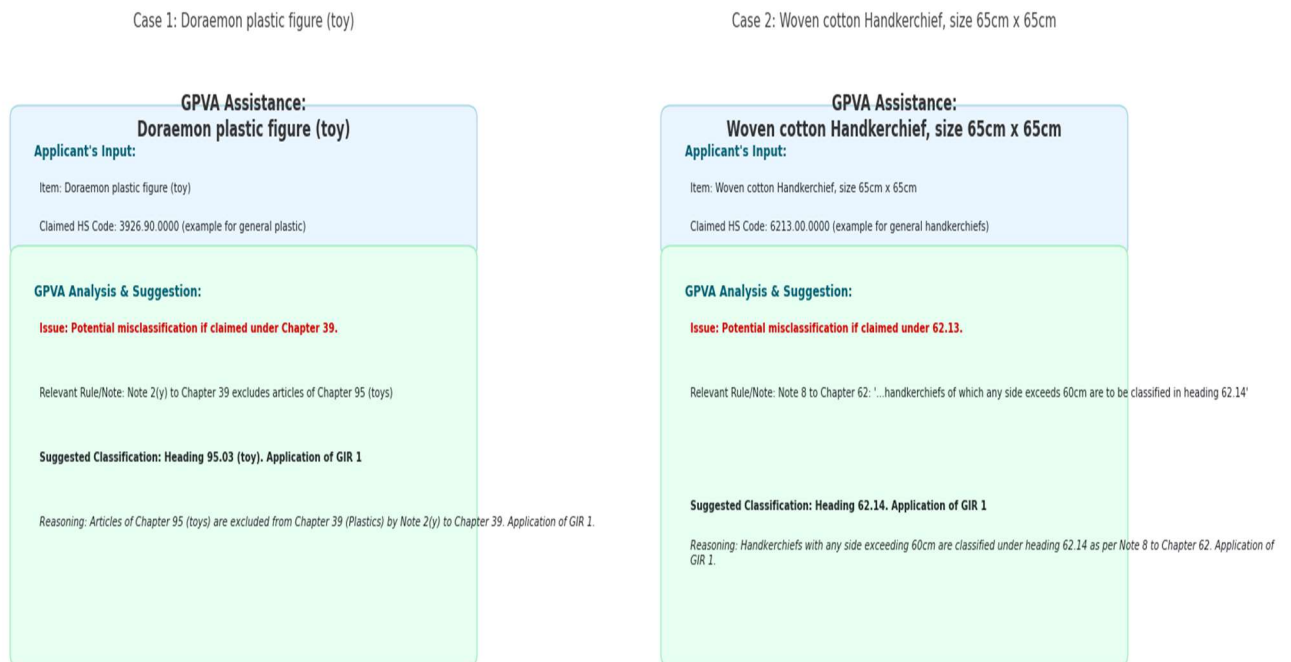 Case 1: Doraemon plastic figure (toy)
GPVA Assistance:
Doraemon plastic figure (toy)
Applicant's Input:
Item: Doraemon plastic figure (toy)
Claimed HS Code: 3926.90.0000 (example for general plastic)
GPVA Analysis & Suggestion:
Issue: Potential misclassification if claimed under Chapter 39.
Relevant Rule/Note: Note 2(y) to Chapter 39 excludes articles of Chapter 95 (toys)
Suggested Classification: Heading 95.03 (toy). Application of GIR 1
Reasoning: Articles of Chapter 95 (toys) are excluded from Chapter 39 (Plastics) by Note 2(y) to Chapter 39. Application of GIR 1.
Case 2: Woven cotton Handkerchief, size 65cm x 65cm
GPVA Assistance:
Woven cotton Handkerchief, size 65cm x 65cm
Applicant's Input:
Item: Woven cotton Handkerchief, size 65cm x 65cm
Claimed HS Code: 6213.00.0000 (example for general handkerchiefs)
GPVA Analysis & Suggestion:
Issue: Potential misclassification if claimed under 62.13.
Relevant Rule/Note: Note 8 to Chapter 62: '...handkerchiefs of which any side exceeds 60cm are to be classified in heading 62.14'
Suggested Classification: Heading 62.14. Application of GIR 1
Reasoning: Handkerchiefs with any side exceeding 60cm are classified under heading 62.14 as per Note 8 to Chapter 62. Application of
GIR 1.